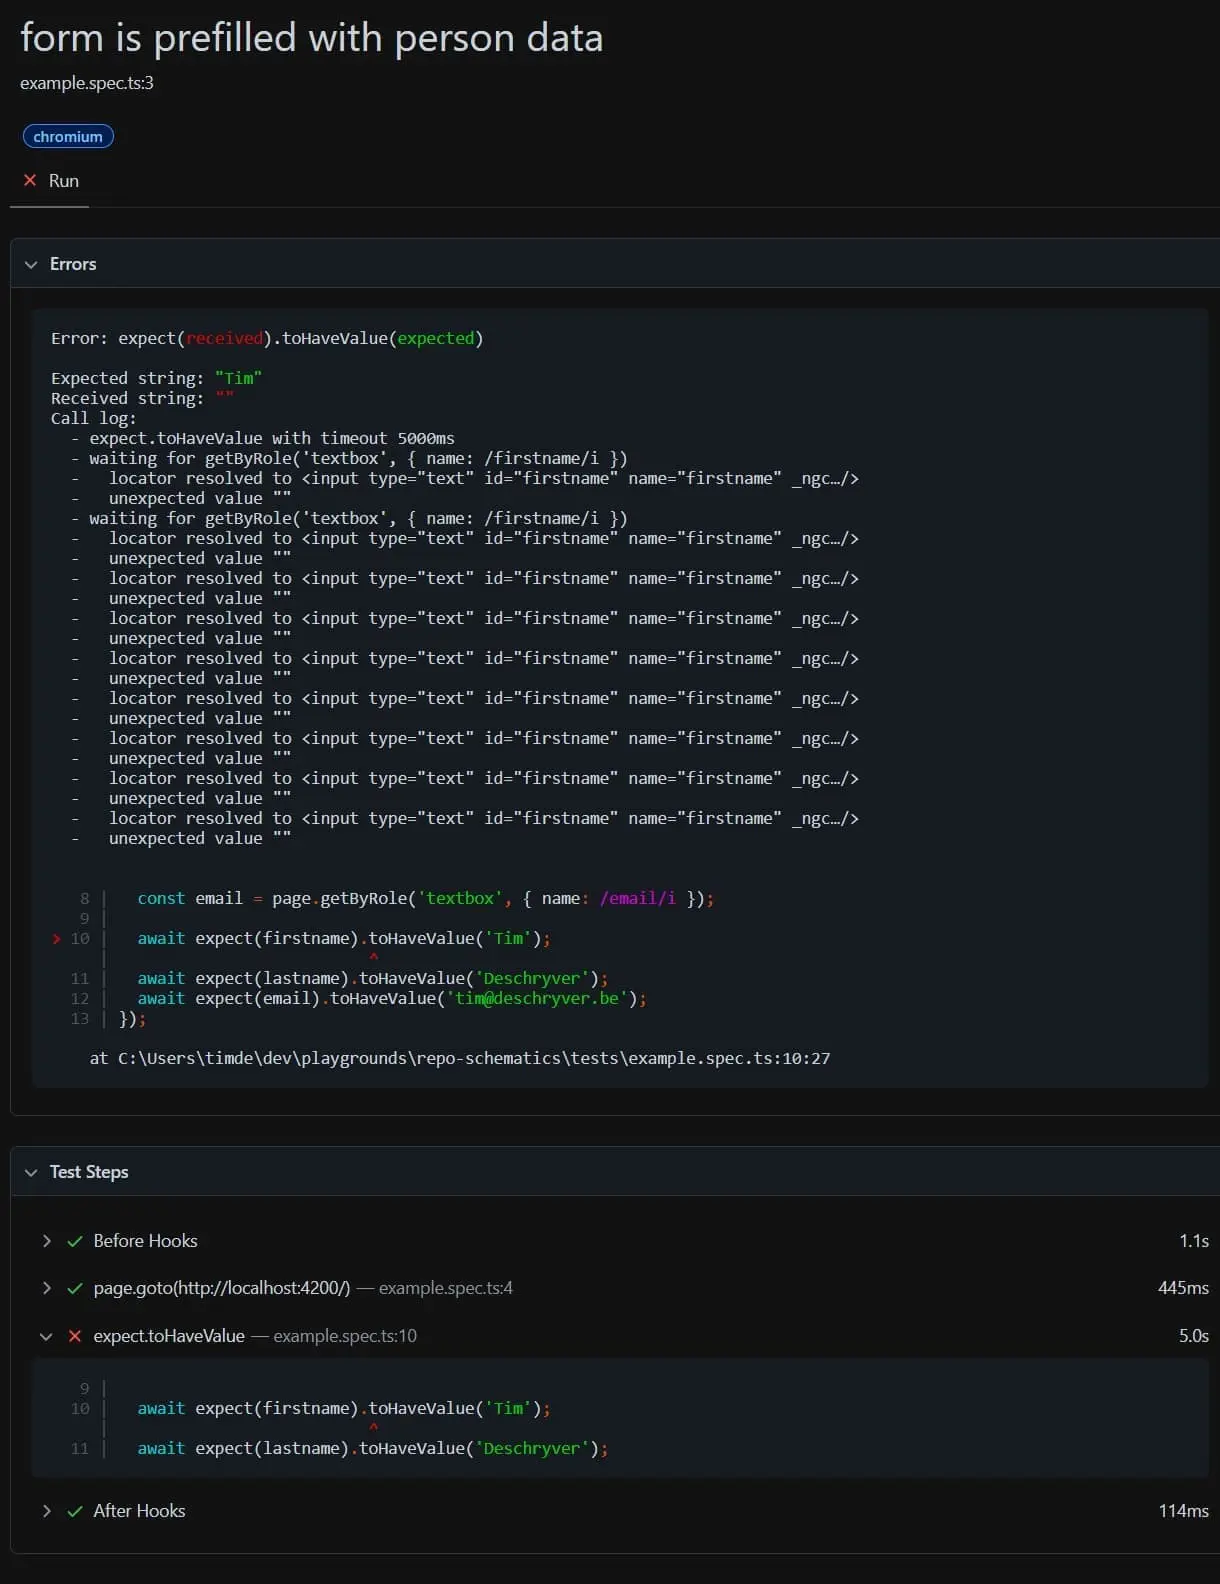 form is prefilled with person data
example.spec.ts:3
chromium
Run
Errors
Error: expect(received).toHaveValue(expected)
Expected string: "Tim"
Received string: ""
Call log:
- expect.toHaveValue with timeout 5000ms
- waiting for getByRole('textbox', { name: /firstname/i })
-   locator resolved to <input type="text" id="firstname" name="firstname" _ngc…/>
-   unexpected value ""
- waiting for getByRole('textbox', { name: /firstname/i })
-   locator resolved to <input type="text" id="firstname" name="firstname" _ngc…/>
-   unexpected value ""
-   locator resolved to <input type="text" id="firstname" name="firstname" _ngc…/>
-   unexpected value ""
-   locator resolved to <input type="text" id="firstname" name="firstname" _ngc…/>
-   unexpected value ""
-   locator resolved to <input type="text" id="firstname" name="firstname" _ngc…/>
-   unexpected value ""
-   locator resolved to <input type="text" id="firstname" name="firstname" _ngc…/>
-   unexpected value ""
-   locator resolved to <input type="text" id="firstname" name="firstname" _ngc…/>
-   unexpected value ""
-   locator resolved to <input type="text" id="firstname" name="firstname" _ngc…/>
-   unexpected value ""
-   locator resolved to <input type="text" id="firstname" name="firstname" _ngc…/>
-   unexpected value ""
8 |   const email = page.getByRole('textbox', { name: /email/i });
9 |
> 10 |   await expect(firstname).toHaveValue('Tim');
|                           ^
11 |   await expect(lastname).toHaveValue('Deschryver');
12 |   await expect(email).toHaveValue('tim@deschryver.be');
13 | });
at C:\Users\timde\dev\playgrounds\repo-schematics\tests\example.spec.ts:10:27
Test Steps
Before Hooks 1.1s
page.goto(http://localhost:4200/) — example.spec.ts:4 445ms
expect.toHaveValue — example.spec.ts:10 5.0s
9 |
10 |   await expect(firstname).toHaveValue('Tim');
|                           ^
11 |   await expect(lastname).toHaveValue('Deschryver');
After Hooks 114ms